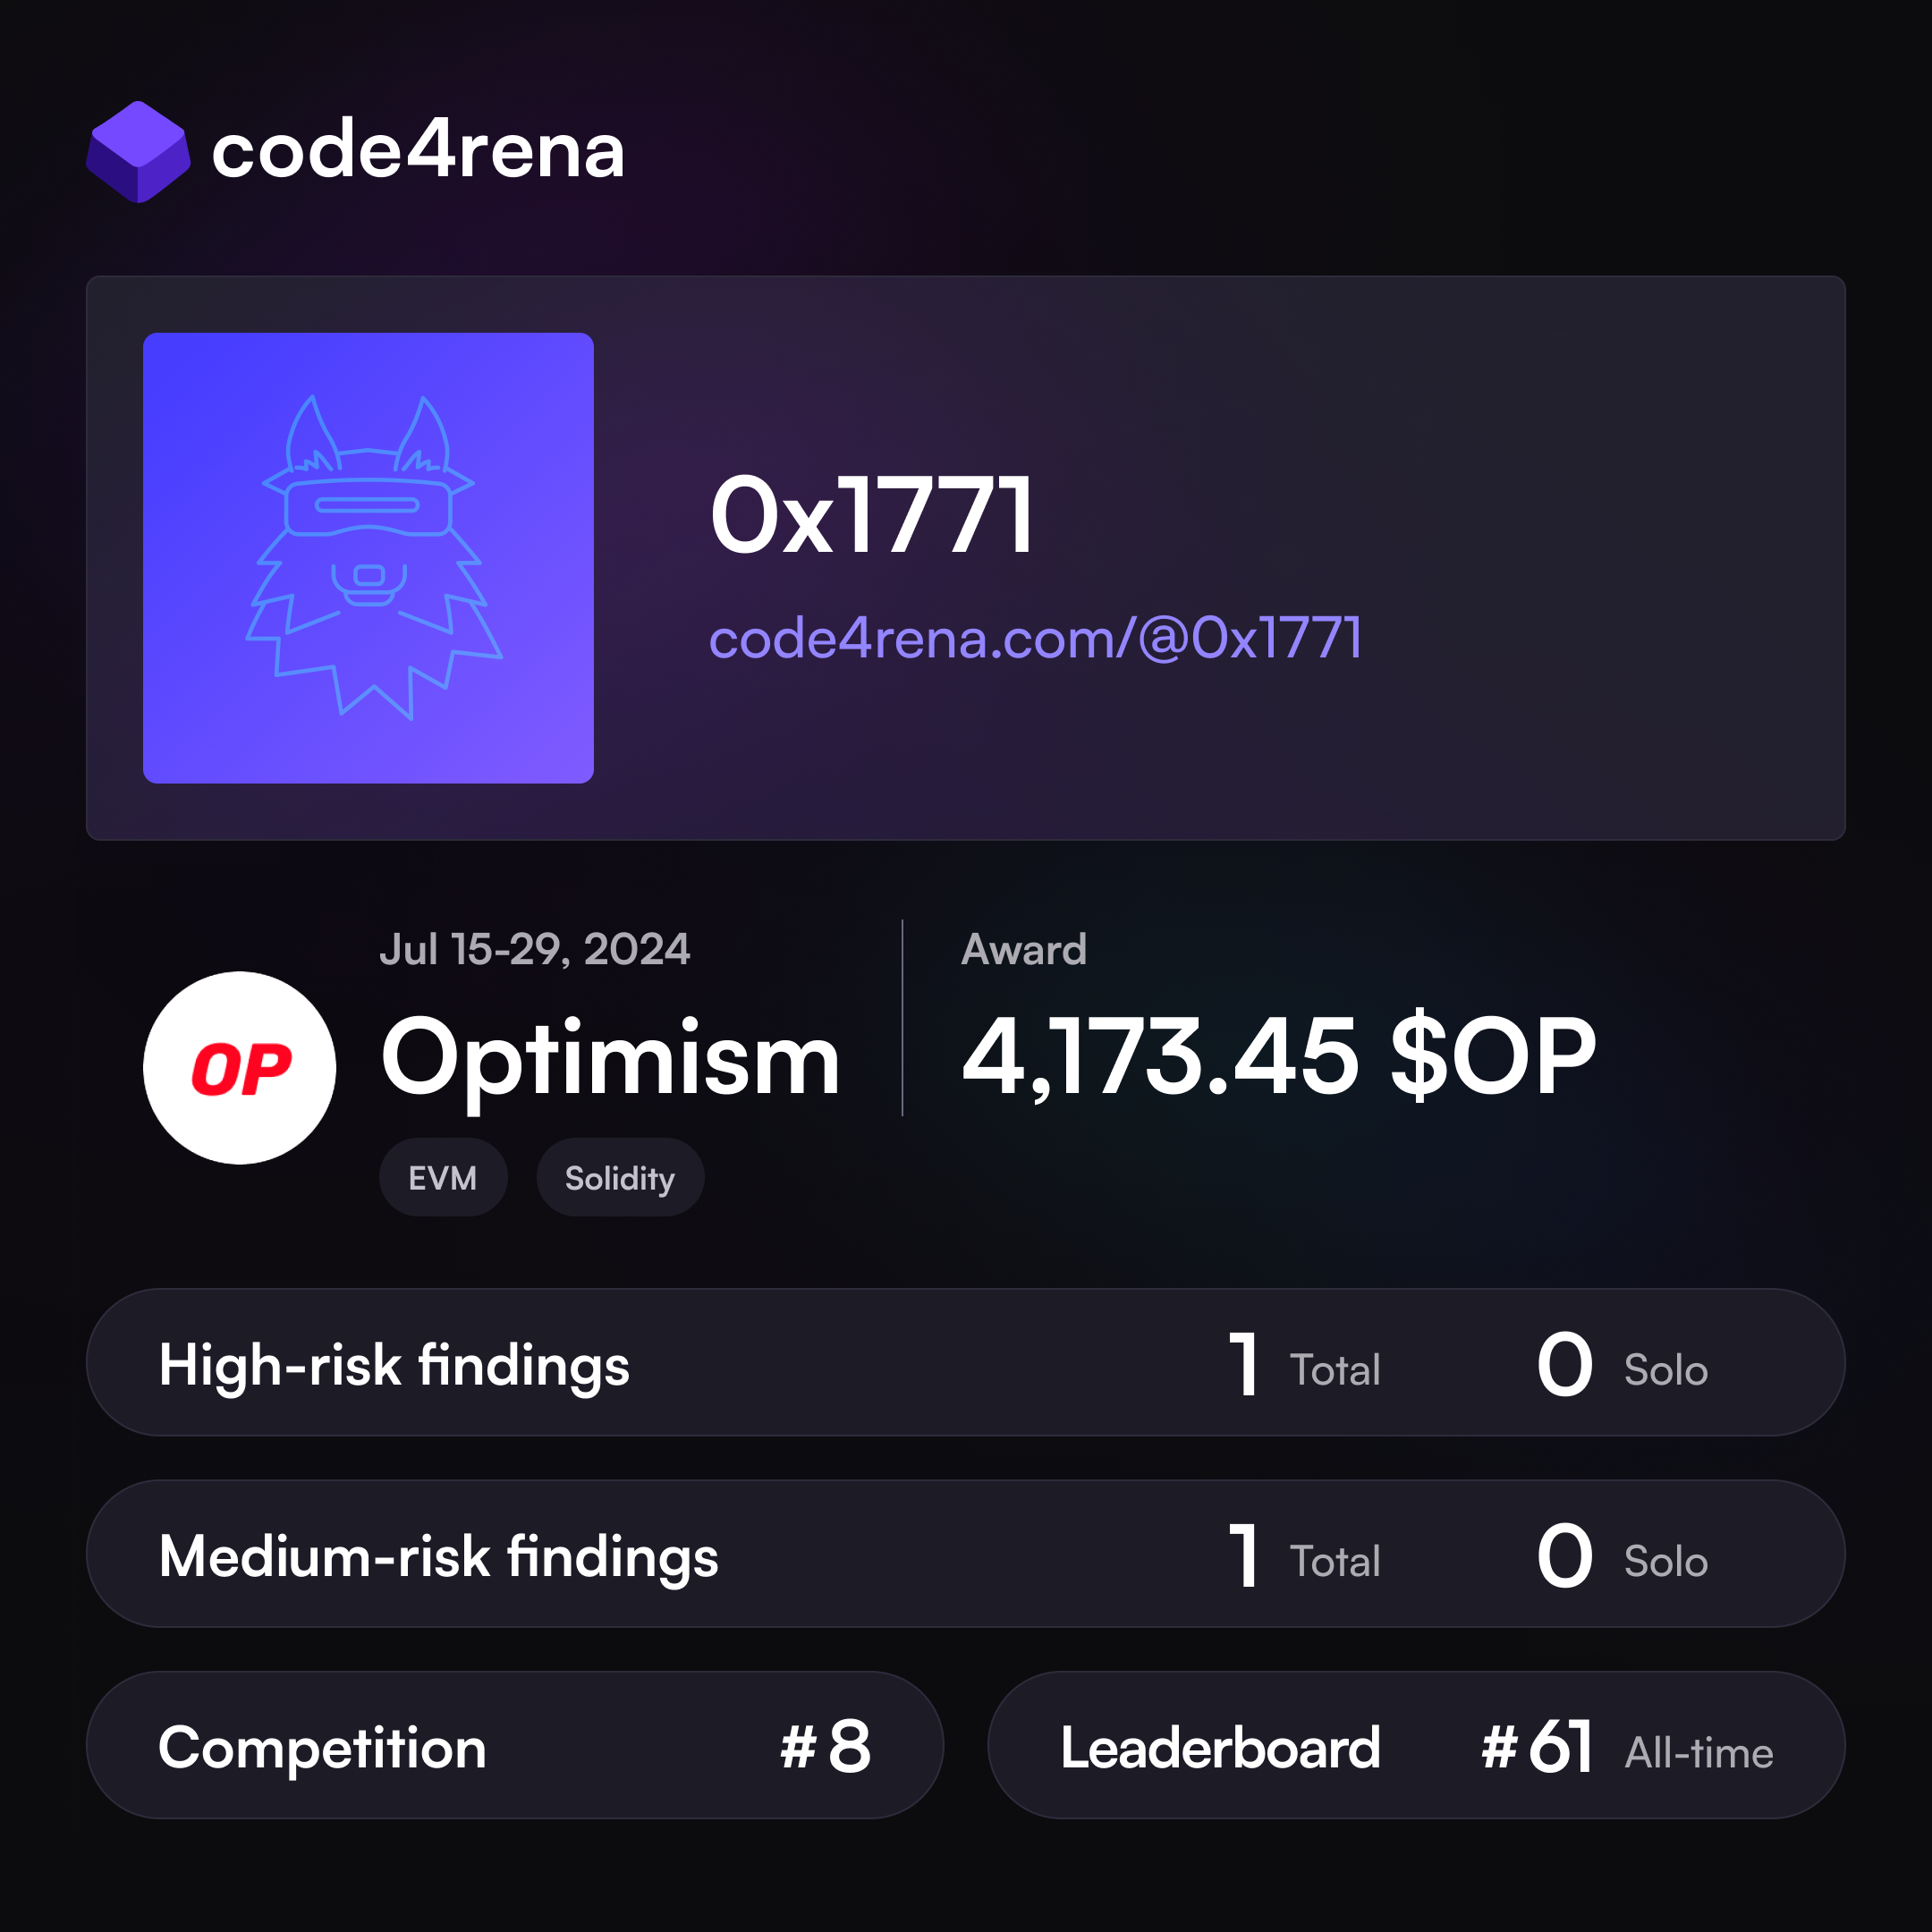 code4rena
0x1771
code4rena.com/@0x1771
Jul 15-29, 2024
OP
Optimism
EVM Solidity
Award
4,173.45 $OP
High-risk findings 1 Total 0 Solo
Medium-risk findings 1 Total 0 Solo
Competition #8
Leaderboard #61 All-time